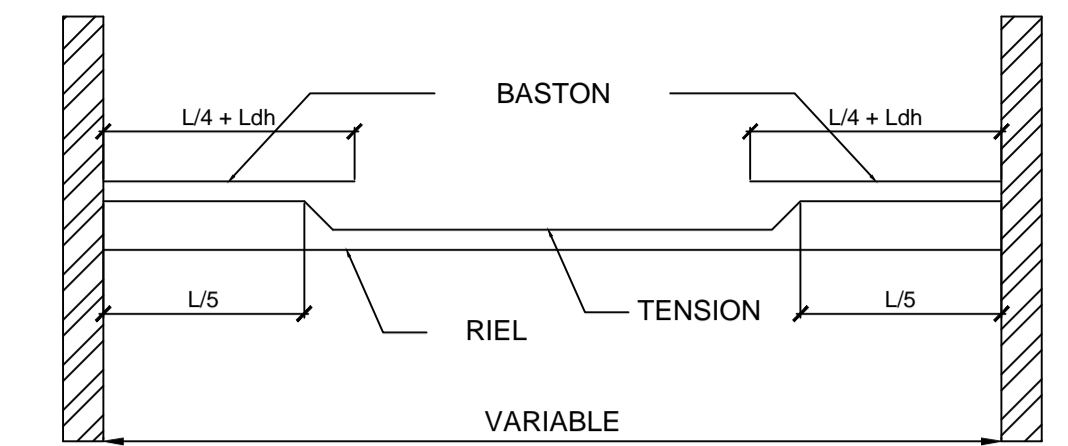 BASTON
L/4 + Ldh
L/4 + Ldh
L/5
TENSION
L/5
RIEL
VARIABLE